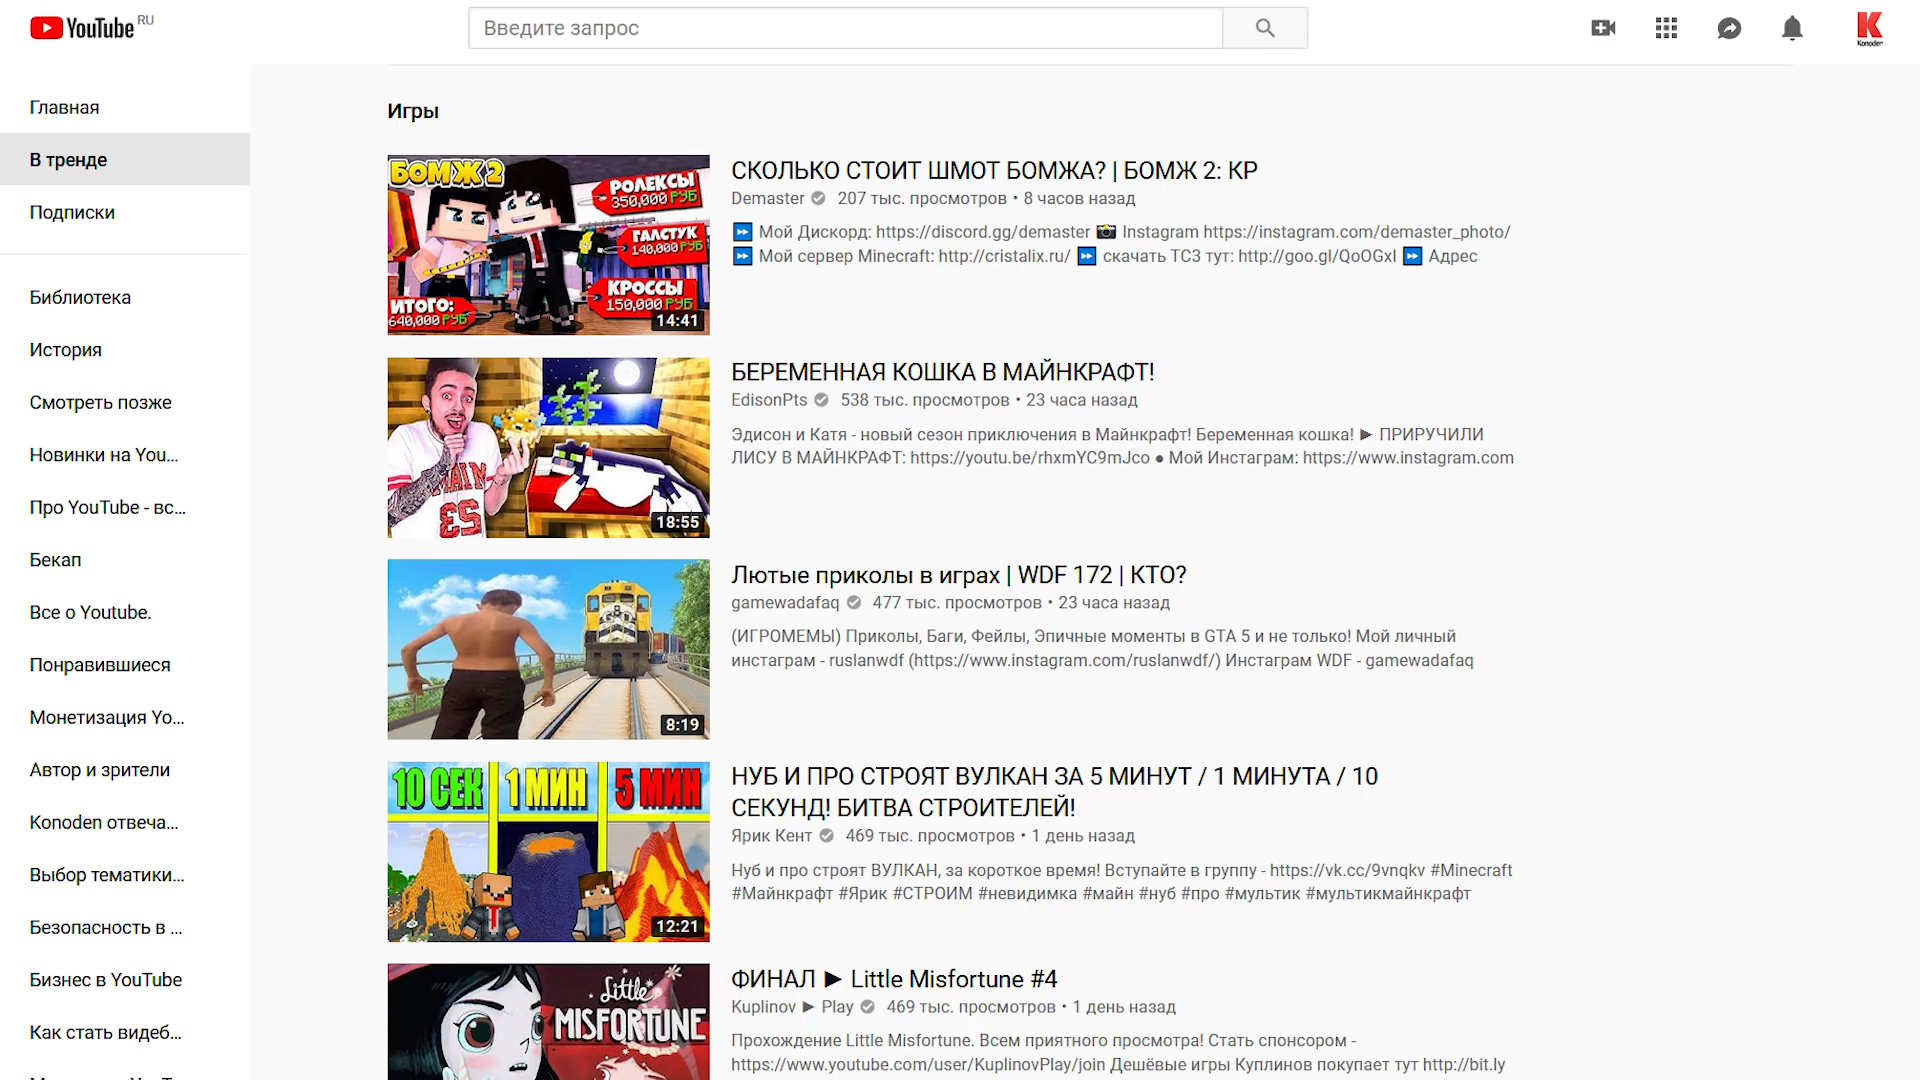 YouTube RU
Введите запрос
Konoden
Главная
В тренде
Подписки
Библиотека
История
Смотреть позже
Новинки на You...
Про YouTube - вс...
Бекап
Все о Youtube.
Понравившиеся
Монетизация Yo...
Автор и зрители
Konoden отвеча...
Выбор тематики...
Безопасность в ...
Бизнес в YouTube
Как стать видеб...
Игры
БОМЖ 2
РОЛЕКСЫ
350,000 РУБ
ГАЛСТУК
140,000 РУБ
КРОССЫ
150,000 РУБ
ИТОГО:
640,000 РУБ
14:41
СКОЛЬКО СТОИТ ШМОТ БОМЖА? | БОМЖ 2: КР
Demaster 207 тыс. просмотров • 8 часов назад
⏩ Мой Дискорд: https://discord.gg/demaster 📸 Instagram https://instagram.com/demaster_photo/
⏩ Мой сервер Minecraft: http://cristalix.ru/ ⏩ скачать ТС3 тут: http://goo.gl/QoOGxI ⏩ Адрес
18:55
БЕРЕМЕННАЯ КОШКА В МАЙНКРАФТ!
EdisonPts 538 тыс. просмотров • 23 часа назад
Эдисон и Катя - новый сезон приключения в Майнкрафт! Беременная кошка! ► ПРИРУЧИЛИ
ЛИСУ В МАЙНКРАФТ: https://youtu.be/rhxmYC9mJco ● Мой Инстаграм: https://www.instagram.com
8:19
Лютые приколы в играх | WDF 172 | КТО?
gamewadafaq 477 тыс. просмотров • 23 часа назад
(ИГРОМЕМЫ) Приколы, Баги, Фейлы, Эпичные моменты в GTA 5 и не только! Мой личный
инстаграм - ruslanwdf (https://www.instagram.com/ruslanwdf/) Инстаграм WDF - gamewadafaq
10 СЕК 1 МИН 5 МИН
12:21
НУБ И ПРО СТРОЯТ ВУЛКАН ЗА 5 МИНУТ / 1 МИНУТА / 10
СЕКУНД! БИТВА СТРОИТЕЛЕЙ!
Ярик Кент 469 тыс. просмотров • 1 день назад
Нуб и про строят ВУЛКАН, за короткое время! Вступайте в группу - https://vk.cc/9vnqkv #Minecraft
#Майнкрафт #Ярик #СТРОИМ #невидимка #майн #нуб #про #мультик #мультикмайнкрафт
Little
MISFORTUNE
ФИНАЛ ► Little Misfortune #4
Kuplinov ► Play 469 тыс. просмотров • 1 день назад
Прохождение Little Misfortune. Всем приятного просмотра! Стать спонсором -
https://www.youtube.com/user/KuplinovPlay/join Дешёвые игры Куплинов покупает тут http://bit.ly